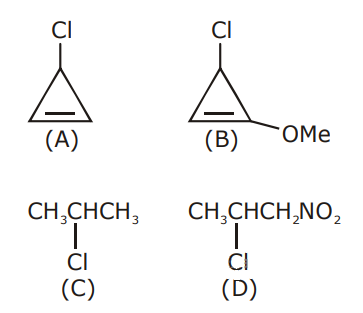 Cl Cl
OMe
(A) (B)
CH₃CHCH₃ CH₃CHCH₂NO₂
Cl Cl
(C) (D)